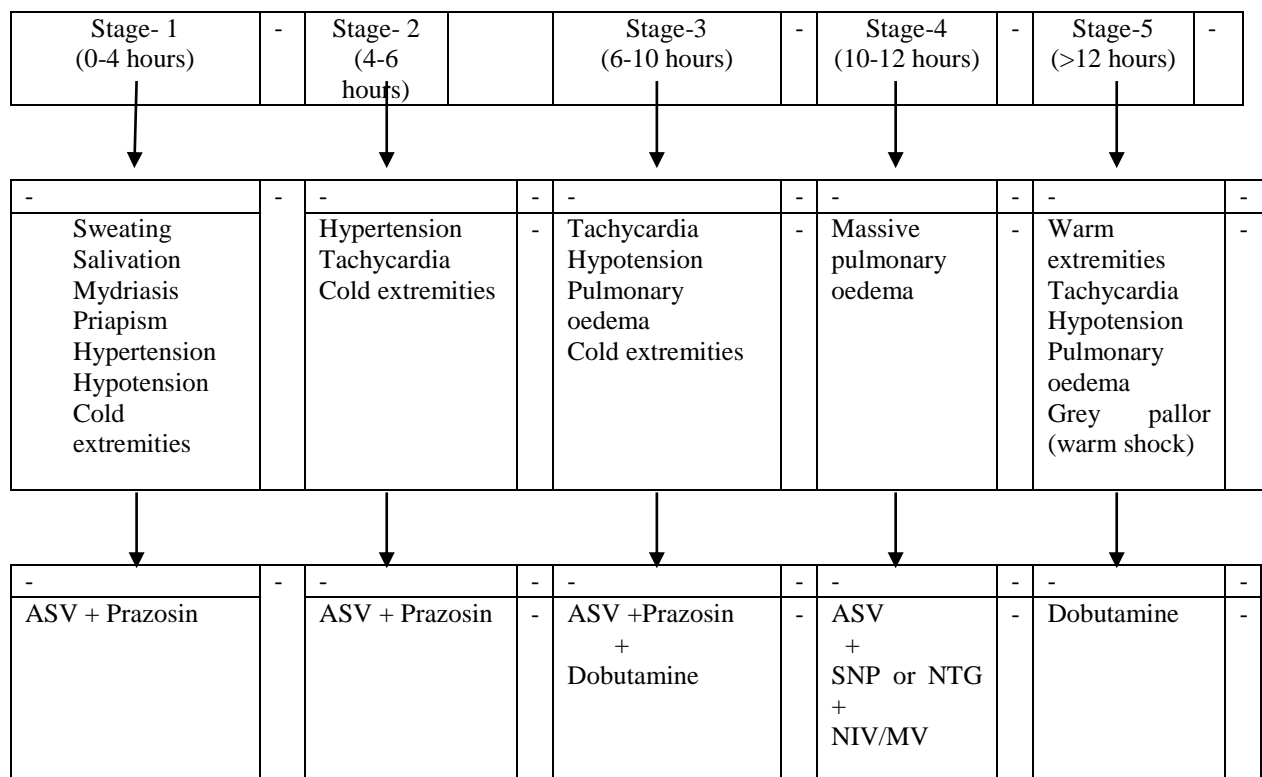 Stage- 1
(0-4 hours)
-
Stage- 2
(4-6
hours)
Stage-3
(6-10 hours)
-
Stage-4
(10-12 hours)
-
Stage-5
(>12 hours)
-
-
Sweating
Salivation
Mydriasis
Priapism
Hypertension
Hypotension
Cold
extremities
-
-
Hypertension
Tachycardia
Cold extremities
-
-
-
Tachycardia
Hypotension
Pulmonary
oedema
Cold extremities
-
-
-
Massive
pulmonary
oedema
-
-
-
Warm
extremities
Tachycardia
Hypotension
Pulmonary
oedema
Grey pallor
(warm shock)
-
-
-
ASV + Prazosin
-
-
ASV + Prazosin
-
-
-
ASV +Prazosin
+
Dobutamine
-
-
-
ASV
+
SNP or NTG
+
NIV/MV
-
-
-
Dobutamine
-
-